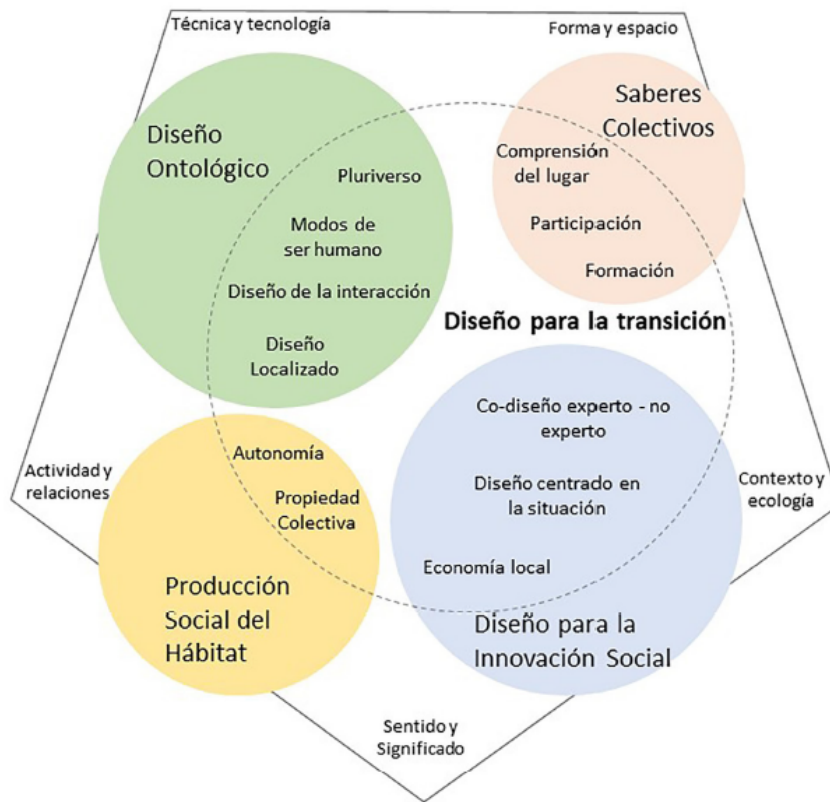 Técnica y tecnología
Forma y espacio
Diseño
Ontológico
Pluriverso
Modos de
ser humano
Diseño de la interacción
Diseño
Localizado
Saberes
Colectivos
Comprensión
del lugar
Participación
Formación
Diseño para la transición
Co-diseño experto - no
experto
Diseño centrado en
la situación
Economía local
Diseño para la
Innovación Social
Autonomía
Propiedad
Colectiva
Producción
Social del
Hábitat
Actividad y
relaciones
Contexto y
ecología
Sentido y
Significado